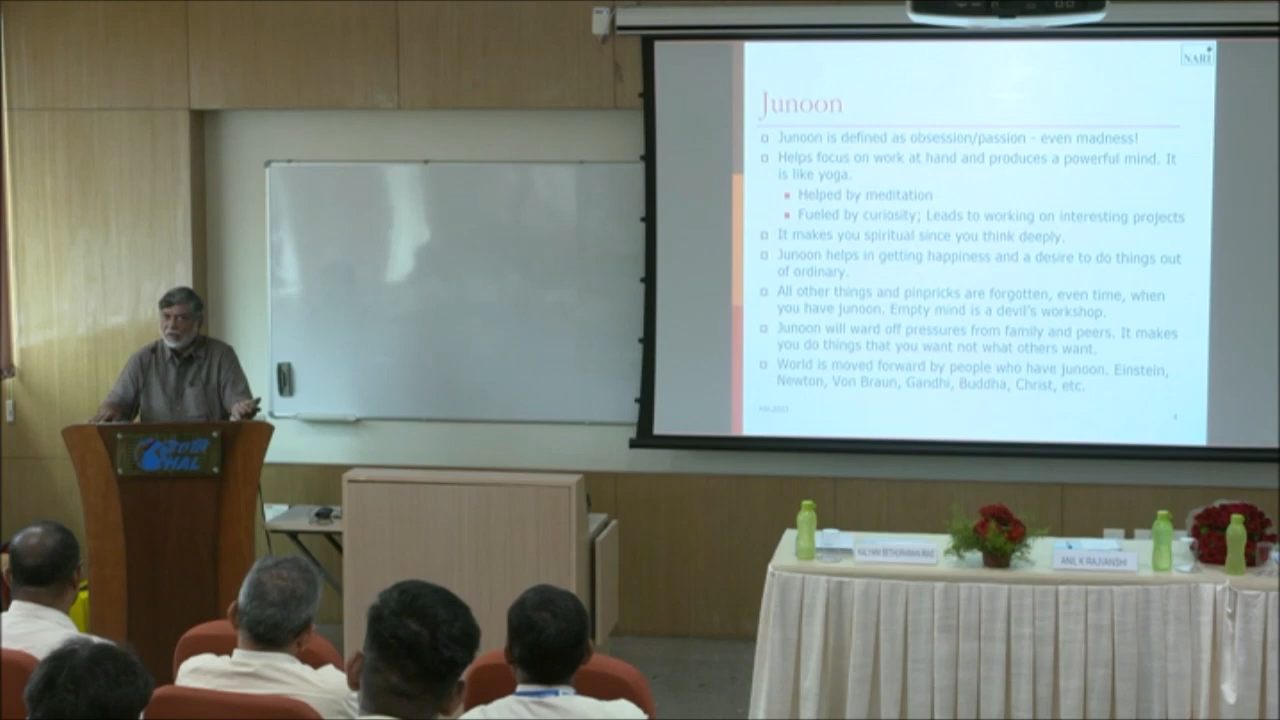 NARI
Junoon
Junoon is defined as obsession/passion - even madness!
Helps focus on work at hand and produces a powerful mind. It
is like yoga.
Helped by meditation
Fueled by curiosity; Leads to working on interesting projects
It makes you spiritual since you think deeply.
Junoon helps in getting happiness and a desire to do things out
of ordinary.
All other things and pinpricks are forgotten, even time, when
you have junoon. Empty mind is a devil's workshop.
Junoon will ward off pressures from family and peers. It makes
you do things that you want not what others want.
World is moved forward by people who have junoon. Einstein,
Newton, Von Braun, Gandhi, Buddha, Christ, etc.
4
एचएएल
HAL
ANIL K RAJVANSHI